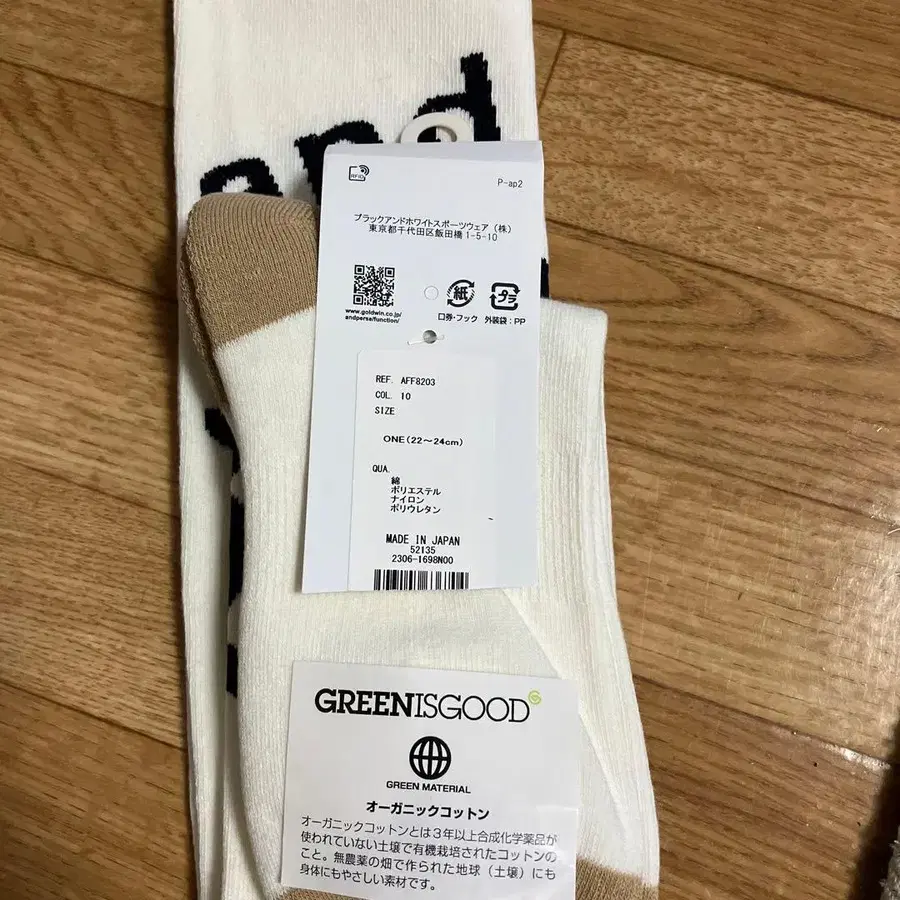 and
RFID
P-ap2
ブラックアンドホワイトスポーツウェア(株)
東京都千代田区飯田橋1-5-10
www.goldwin.co.jp/
andperse/function/
紙
口券・フック
プラ
外装袋:PP
REF. AFF8203
COL. 10
SIZE
ONE(22〜24cm)
QUA.
綿
ポリエステル
ナイロン
ポリウレタン
MADE IN JAPAN
52135
2306-1698N00
GREENISGOOD
GREEN MATERIAL
オーガニックコットン
オーガニックコットンとは3年以上合成化学薬品が
使われていない土壌で有機栽培されたコットンの
こと。無農薬の畑で作られた地球(土壌)にも
身体にもやさしい素材です。